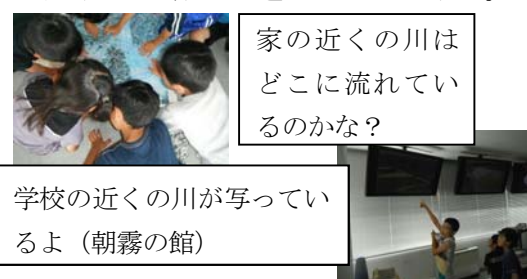 家の近くの川は
どこに流れてい
るのかな？
学校の近くの川が写ってい
るよ（朝霧の館）